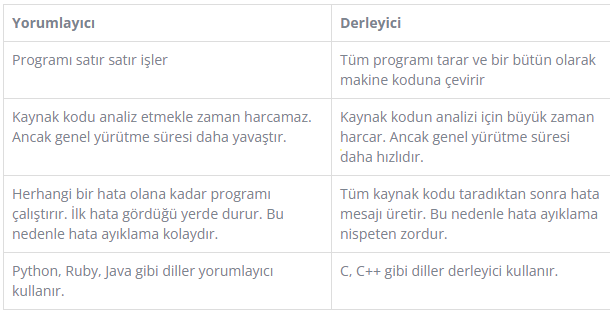 Yorumlayıcı
Derleyici
Programı satır satır işler
Tüm programı tarar ve bir bütün olarak
makine koduna çevirir
Kaynak kodu analiz etmekle zaman harcamaz.
Ancak genel yürütme süresi daha yavaştır.
Kaynak kodun analizi için büyük zaman
harcar. Ancak genel yürütme süresi
daha hızlıdır.
Herhangi bir hata olana kadar programı
çalıştırır. İlk hata gördüğü yerde durur. Bu
nedenle hata ayıklama kolaydır.
Tüm kaynak kodu taradıktan sonra hata
mesajı üretir. Bu nedenle hata ayıklama
nispeten zordur.
Python, Ruby, Java gibi diller yorumlayıcı
kullanır.
C, C++ gibi diller derleyici kullanır.